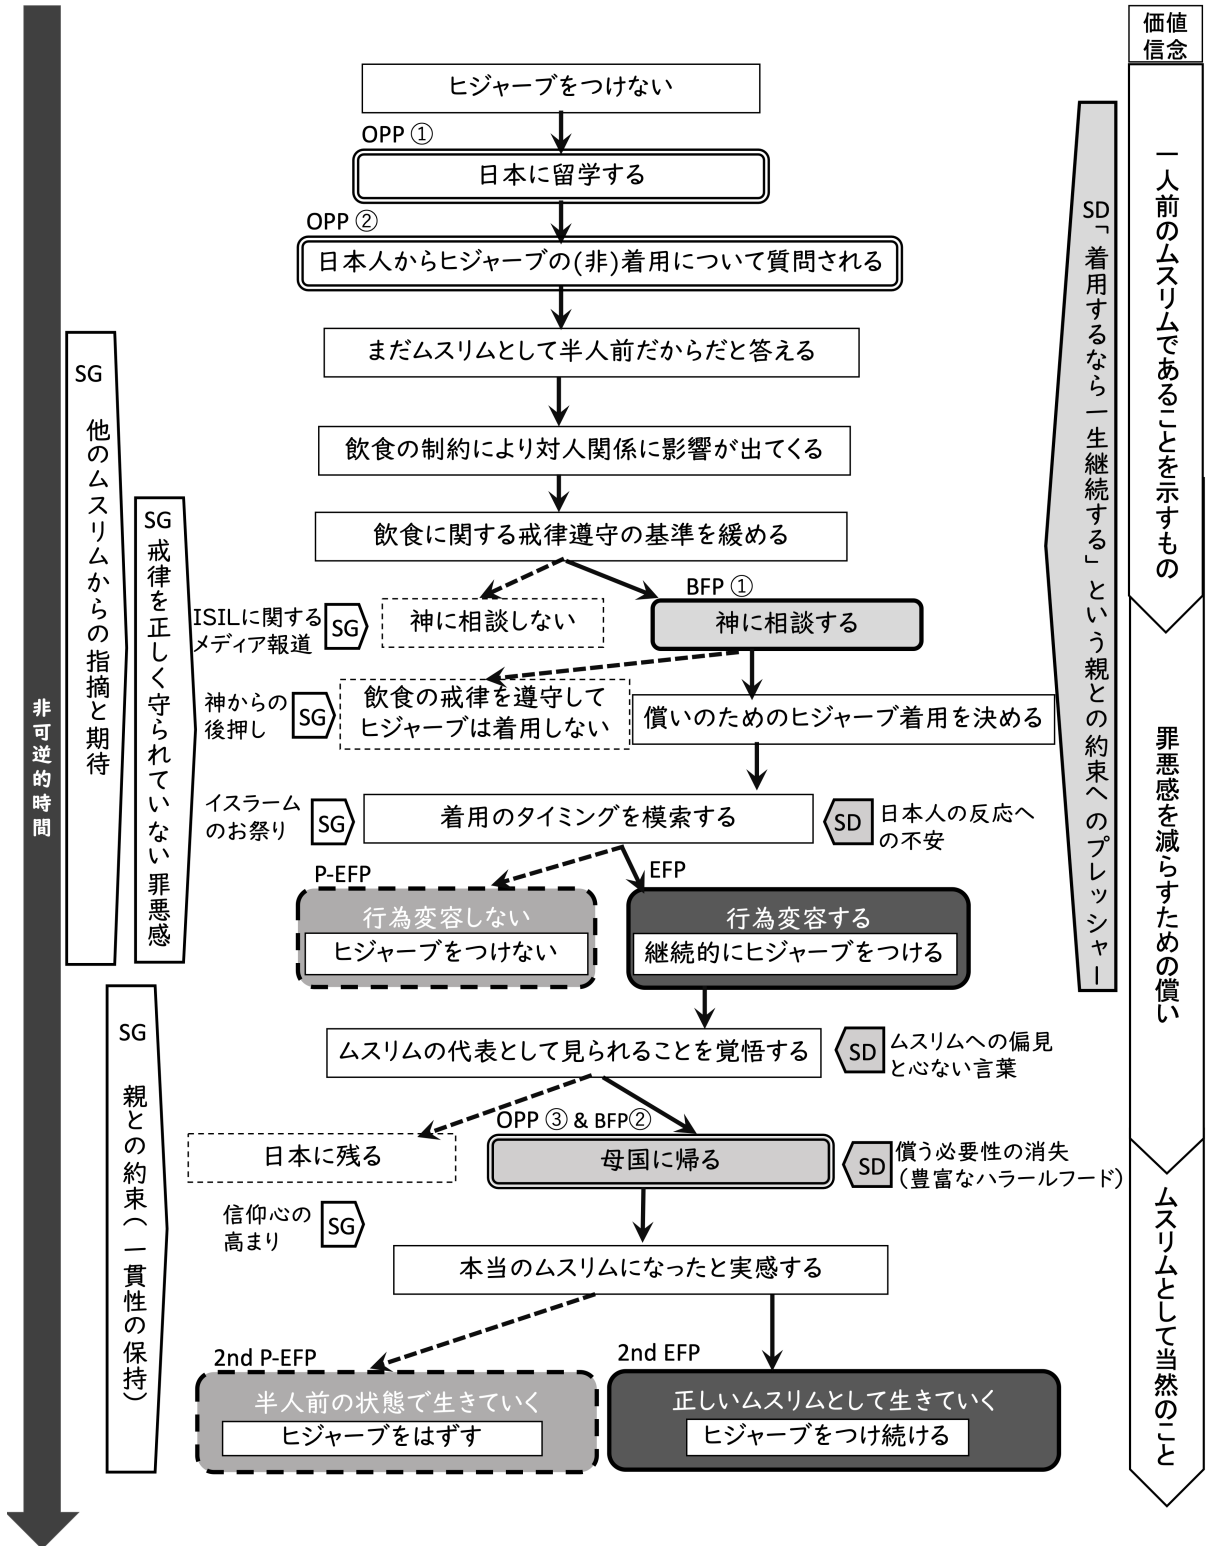 価値
信念
ヒジャーブをつけない
OPP ①
日本に留学する
OPP ②
日本人からヒジャーブの(非)着用について質問される
まだムスリムとして半人前だからだと答える
飲食の制約により対人関係に影響が出てくる
飲食に関する戒律遵守の基準を緩める
BFP ①
ISILに関する
メディア報道
SG
神に相談しない
神に相談する
神からの
後押し
SG
飲食の戒律を遵守して
ヒジャーブは着用しない
償いのためのヒジャーブ着用を決める
イスラーム
のお祭り
SG
着用のタイミングを模索する
SD
日本人の反応へ
の不安
P-EFP
EFP
行為変容しない
ヒジャーブをつけない
行為変容する
継続的にヒジャーブをつける
ムスリムの代表として見られることを覚悟する
SD
ムスリムへの偏見
と心ない言葉
OPP ③ & BFP②
日本に残る
母国に帰る
SD
償う必要性の消失
（豊富なハラールフード）
信仰心の
高まり
SG
本当のムスリムになったと実感する
2nd P-EFP
2nd EFP
半人前の状態で生きていく
ヒジャーブをはずす
正しいムスリムとして生きていく
ヒジャーブをつけ続ける
非可逆的時間
SG 他のムスリムからの指摘と期待
SG 戒律を正しく守られていない罪悪感
SG 親との約束（一貫性の保持）
SD「着用するなら一生継続する」という親との約束へのプレッシャー
一人前のムスリムであることを示すもの
罪悪感を減らすための償い
ムスリムとして当然のこと